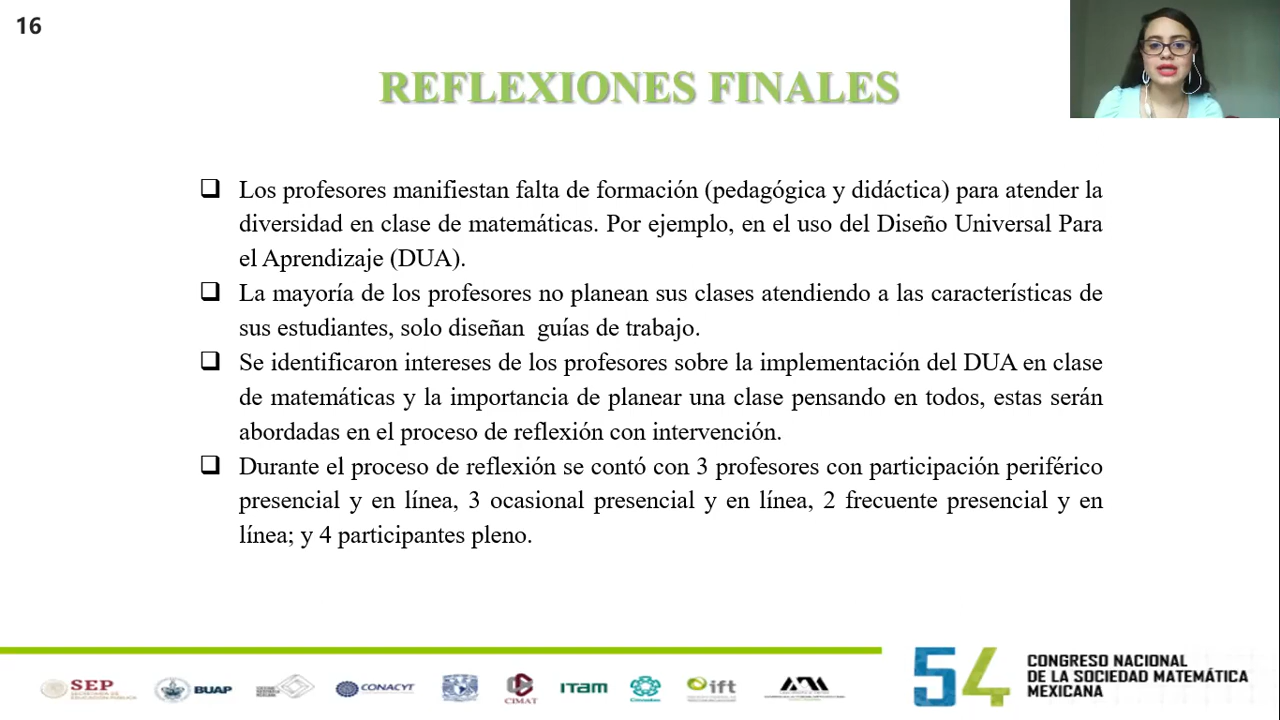 16
REFLEXIONES FINALES
❑ Los profesores manifiestan falta de formación (pedagógica y didáctica) para atender la
diversidad en clase de matemáticas. Por ejemplo, en el uso del Diseño Universal Para
el Aprendizaje (DUA).
❑ La mayoría de los profesores no planean sus clases atendiendo a las características de
sus estudiantes, solo diseñan guías de trabajo.
❑ Se identificaron intereses de los profesores sobre la implementación del DUA en clase
de matemáticas y la importancia de planear una clase pensando en todos, estas serán
abordadas en el proceso de reflexión con intervención.
❑ Durante el proceso de reflexión se contó con 3 profesores con participación periférico
presencial y en línea, 3 ocasional presencial y en línea, 2 frecuente presencial y en
línea; y 4 participantes pleno.
SEP
SECRETARÍA DE
EDUCACIÓN PÚBLICA
BUAP
CONACYT
CIMAT
ITAM
ift
54
CONGRESO NACIONAL
DE LA SOCIEDAD MATEMÁTICA
MEXICANA